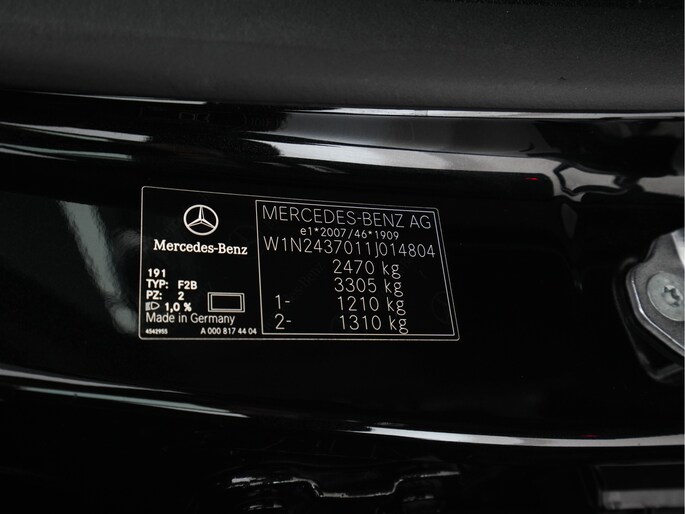 Mercedes-Benz
191
TYP: F2B
PZ: 2
1,0 %
Made in Germany
4542955 A 000 817 44 04
MERCEDES-BENZ AG
e1*2007/46*1909
W1N2437011J014804
2470 kg
3305 kg
1- 1210 kg
2- 1310 kg